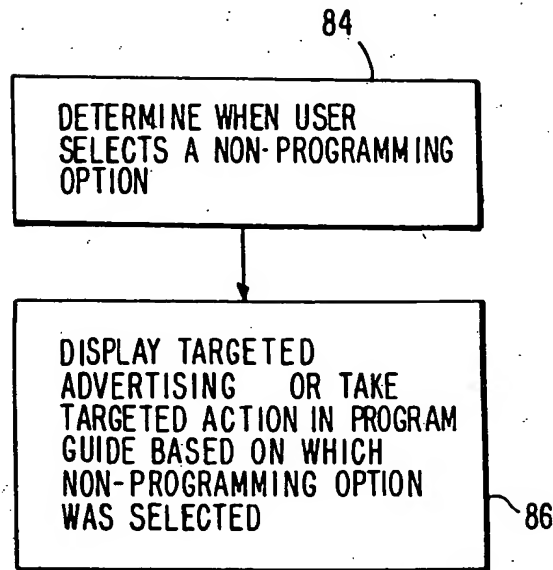 84
DETERMINE WHEN USER
SELECTS A NON-PROGRAMMING
OPTION
DISPLAY TARGETED
ADVERTISING OR TAKE
TARGETED ACTION IN PROGRAM
GUIDE BASED ON WHICH
NON-PROGRAMMING OPTION
WAS SELECTED
86